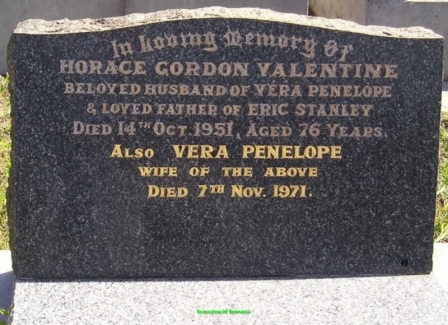 In Loving Memory Of
HORACE GORDON VALENTINE
BELOVED HUSBAND OF VERA PENELOPE
& LOVED FATHER OF ERIC STANLEY
DIED 14TH OCT. 1951, AGED 76 YEARS
ALSO VERA PENELOPE
WIFE OF THE ABOVE
DIED 7TH NOV. 1971.